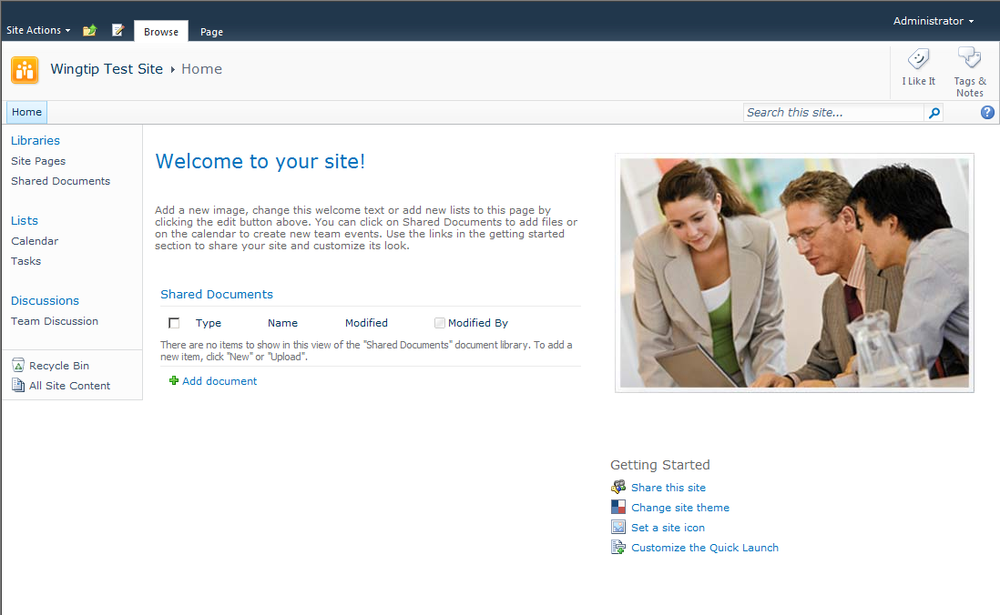 Site Actions
Browse
Page
Administrator
Wingtip Test Site
Home
I Like It
Tags &
Notes
Home
Search this site...
?
Libraries
Site Pages
Shared Documents
Lists
Calendar
Tasks
Discussions
Team Discussion
Recycle Bin
All Site Content
Welcome to your site!
Add a new image, change this welcome text or add new lists to this page by
clicking the edit button above. You can click on Shared Documents to add files or
on the calendar to create new team events. Use the links in the getting started
section to share your site and customize its look.
Shared Documents
Type Name Modified Modified By
There are no items to show in this view of the "Shared Documents" document library. To add a
new item, click "New" or "Upload".
Add document
Getting Started
Share this site
Change site theme
Set a site icon
Customize the Quick Launch